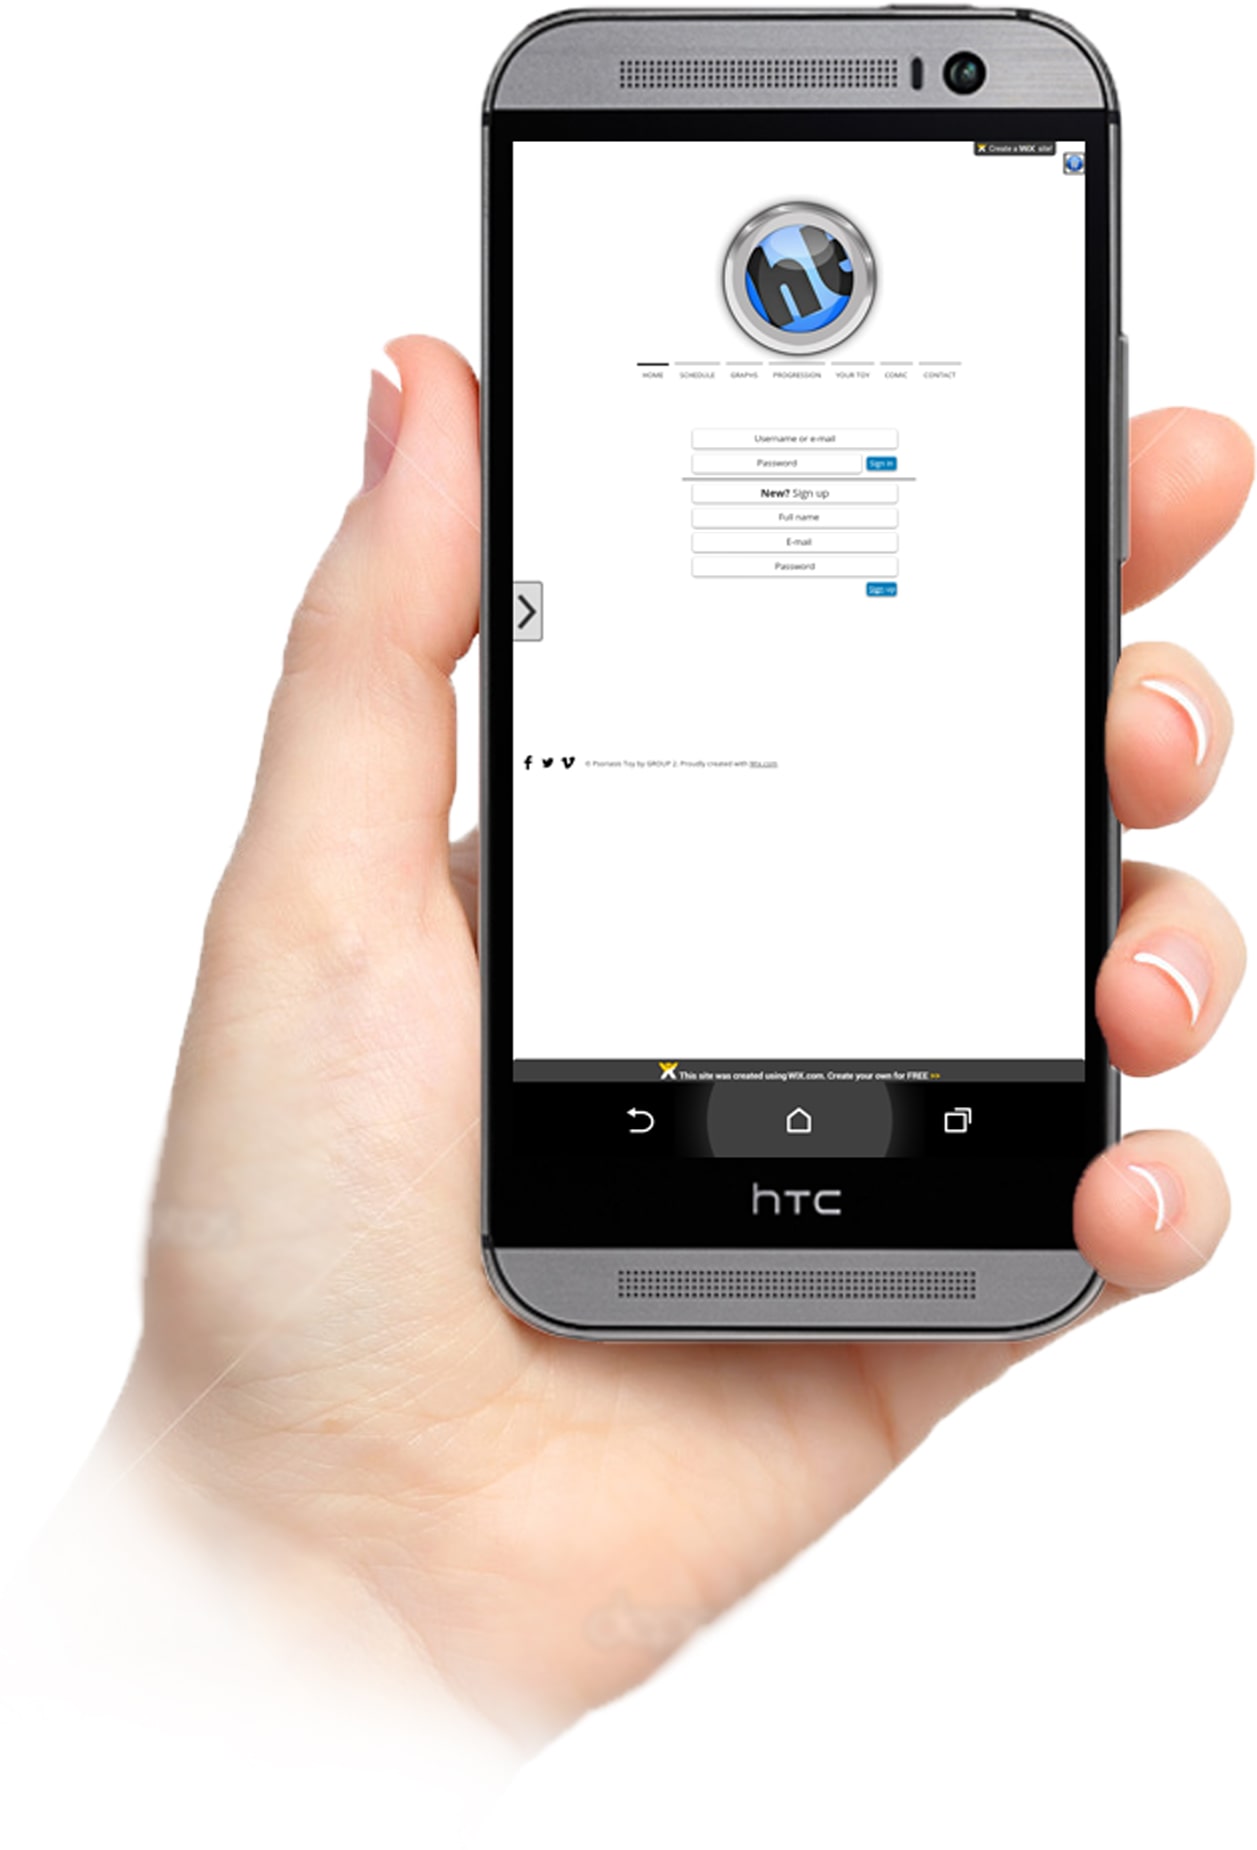 Create a WiX site!
hc
HOME SCHEDULE GRAPHS PROGRESSION YOUR TOY COMIC CONTACT
Username or e-mail
Password Sign in
New? Sign up
Full name
E-mail
Password
Sign up
© Psoriasis Toy by GROUP 2. Proudly created with Wix.com
This site was created using WIX.com. Create your own for FREE >>
hTC